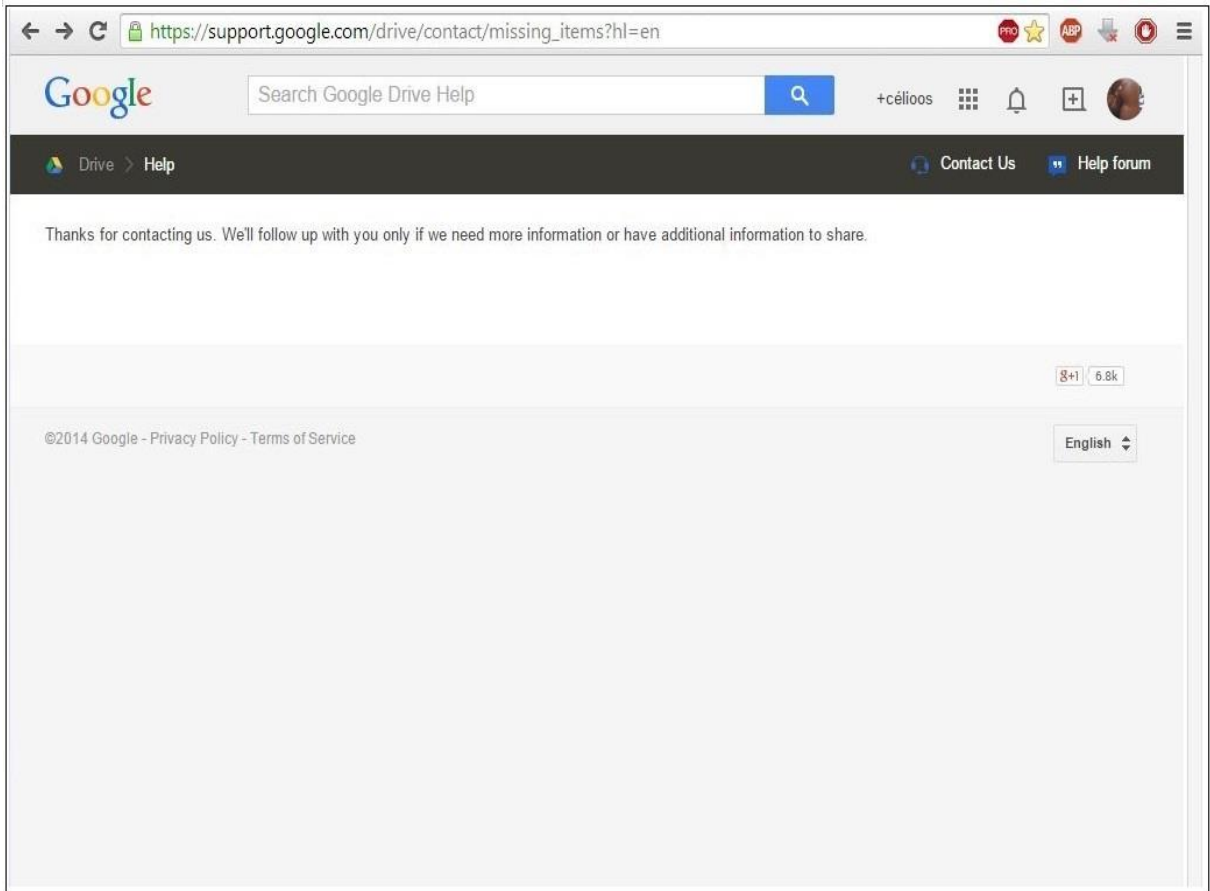 https://support.google.com/drive/contact/missing_items?hl=en PRO ABP
Google Search Google Drive Help +célioos
Drive > Help Contact Us Help forum
Thanks for contacting us. We'll follow up with you only if we need more information or have additional information to share.
g+1 6.8k
©2014 Google - Privacy Policy - Terms of Service English